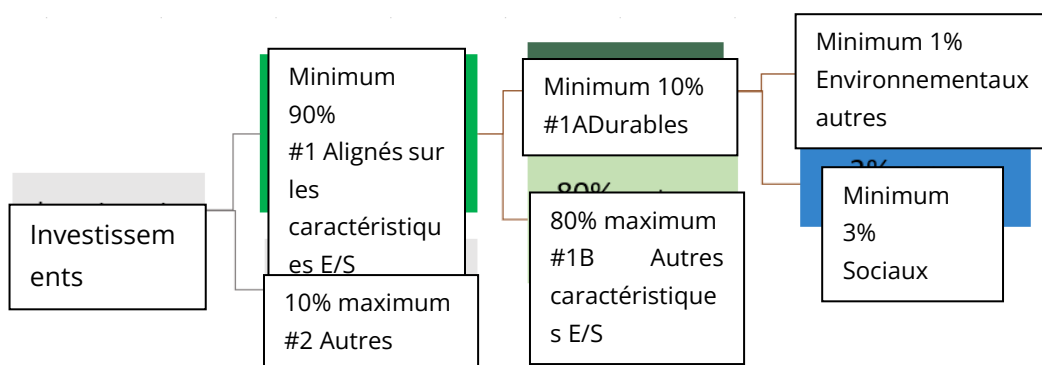 Investissem
ents
Minimum
90%
#1 Alignés sur
les
caractéristiqu
es E/S
10% maximum
#2 Autres
Minimum 10%
#1ADurables
80% maximum
#1B Autres
caractéristique
s E/S
Minimum 1%
Environnementaux
autres
Minimum
3%
Sociaux